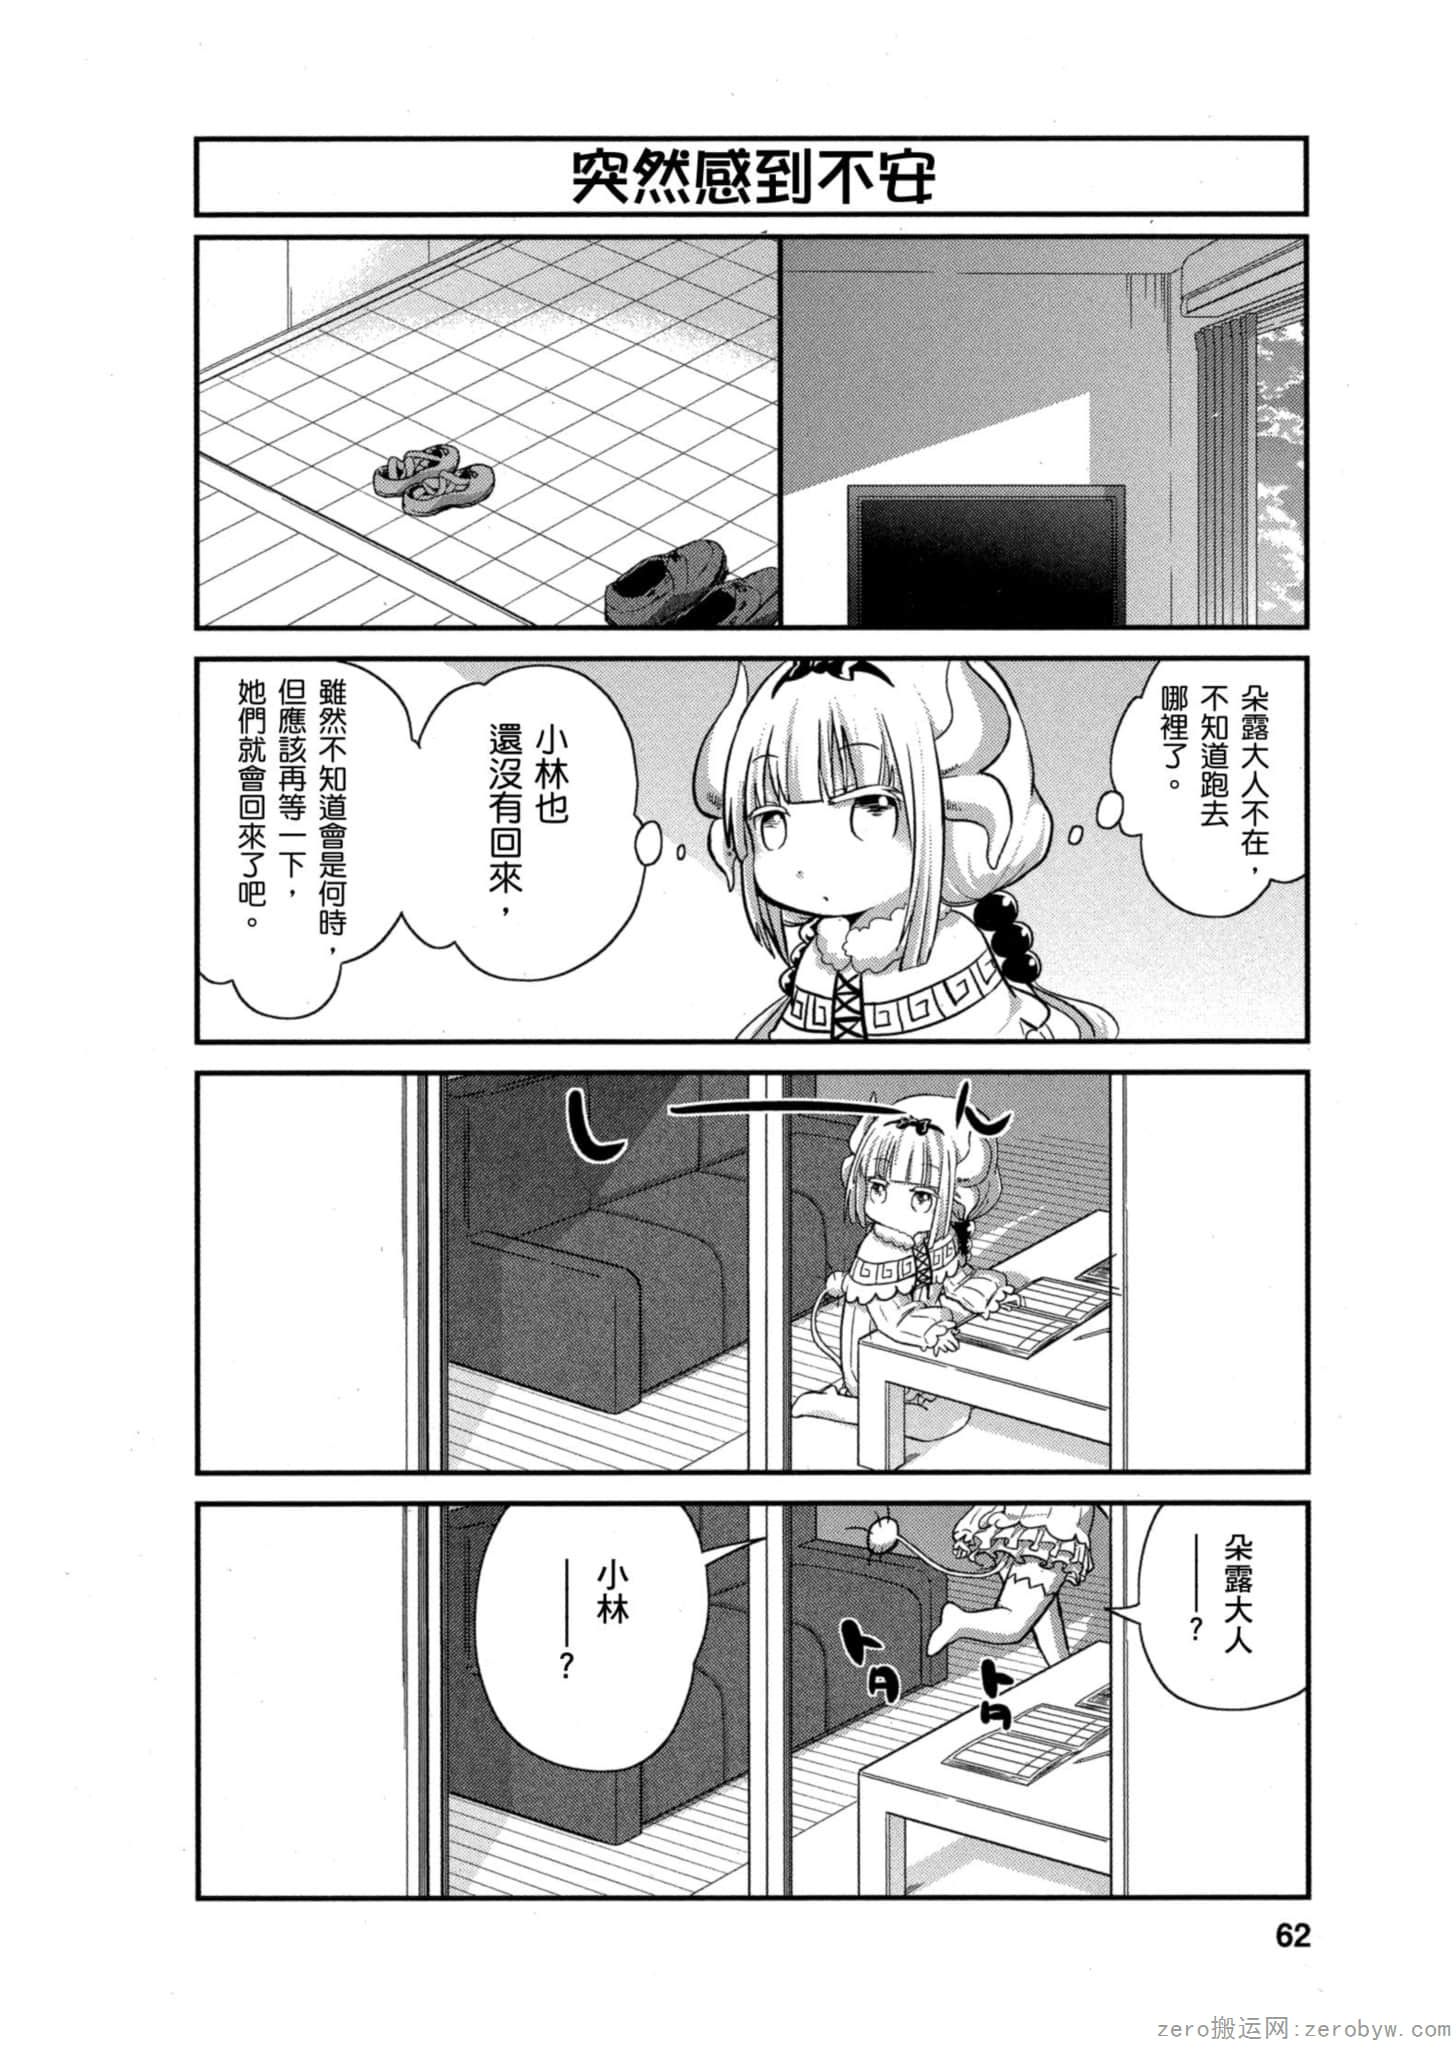 突然感到不安
朵露大人不在，
不知道跑去
哪裡了。
小林也
還沒有回來，
雖然不知道會是何時，
但應該再等一下，
她們就會回來了吧。
しーん
朵露大人
——?
トタ
トタ
小林
——?
62
zero搬运网:zerobyw.com